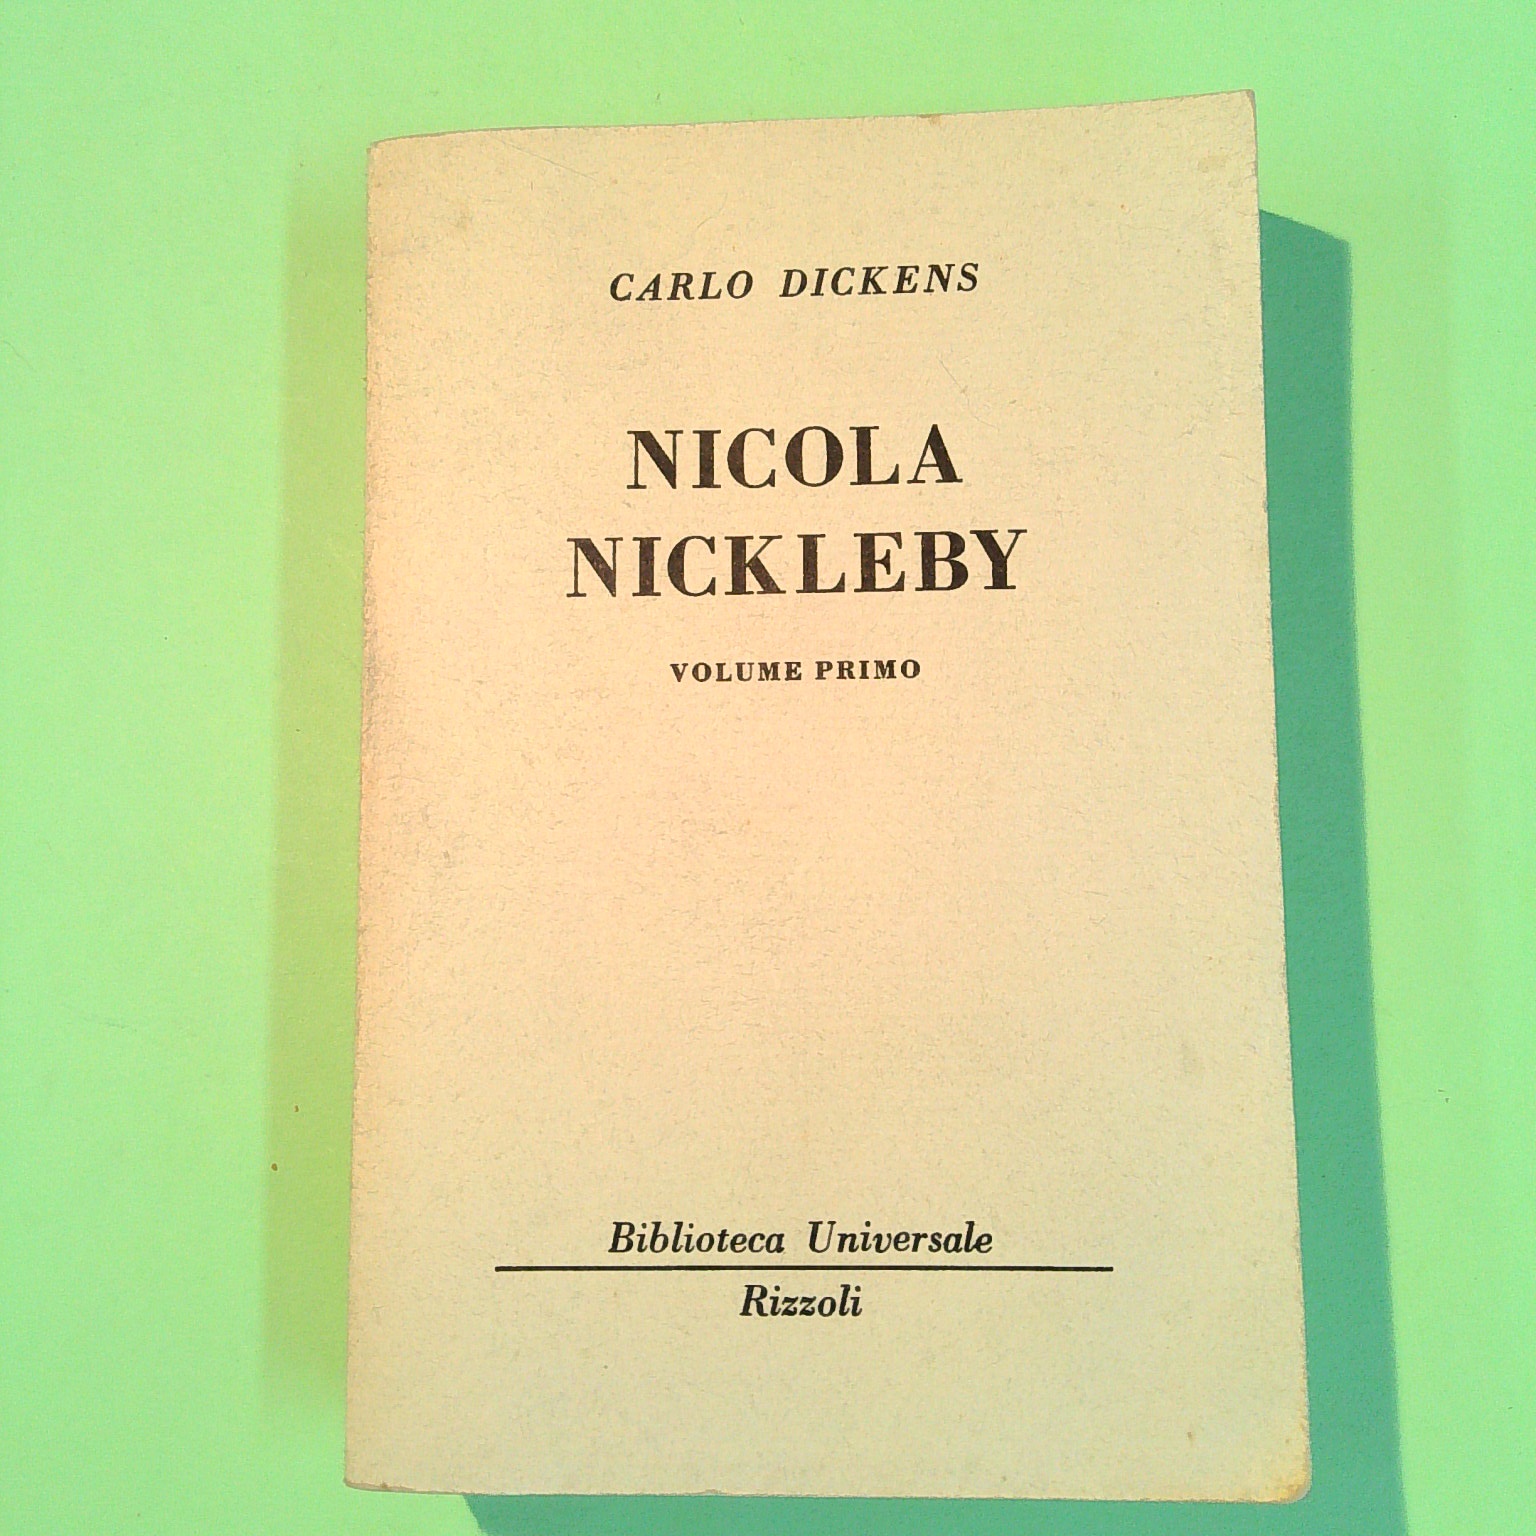 CARLO DICKENS
NICOLA
NICKLEBY
VOLUME PRIMO
Biblioteca Universale
Rizzoli